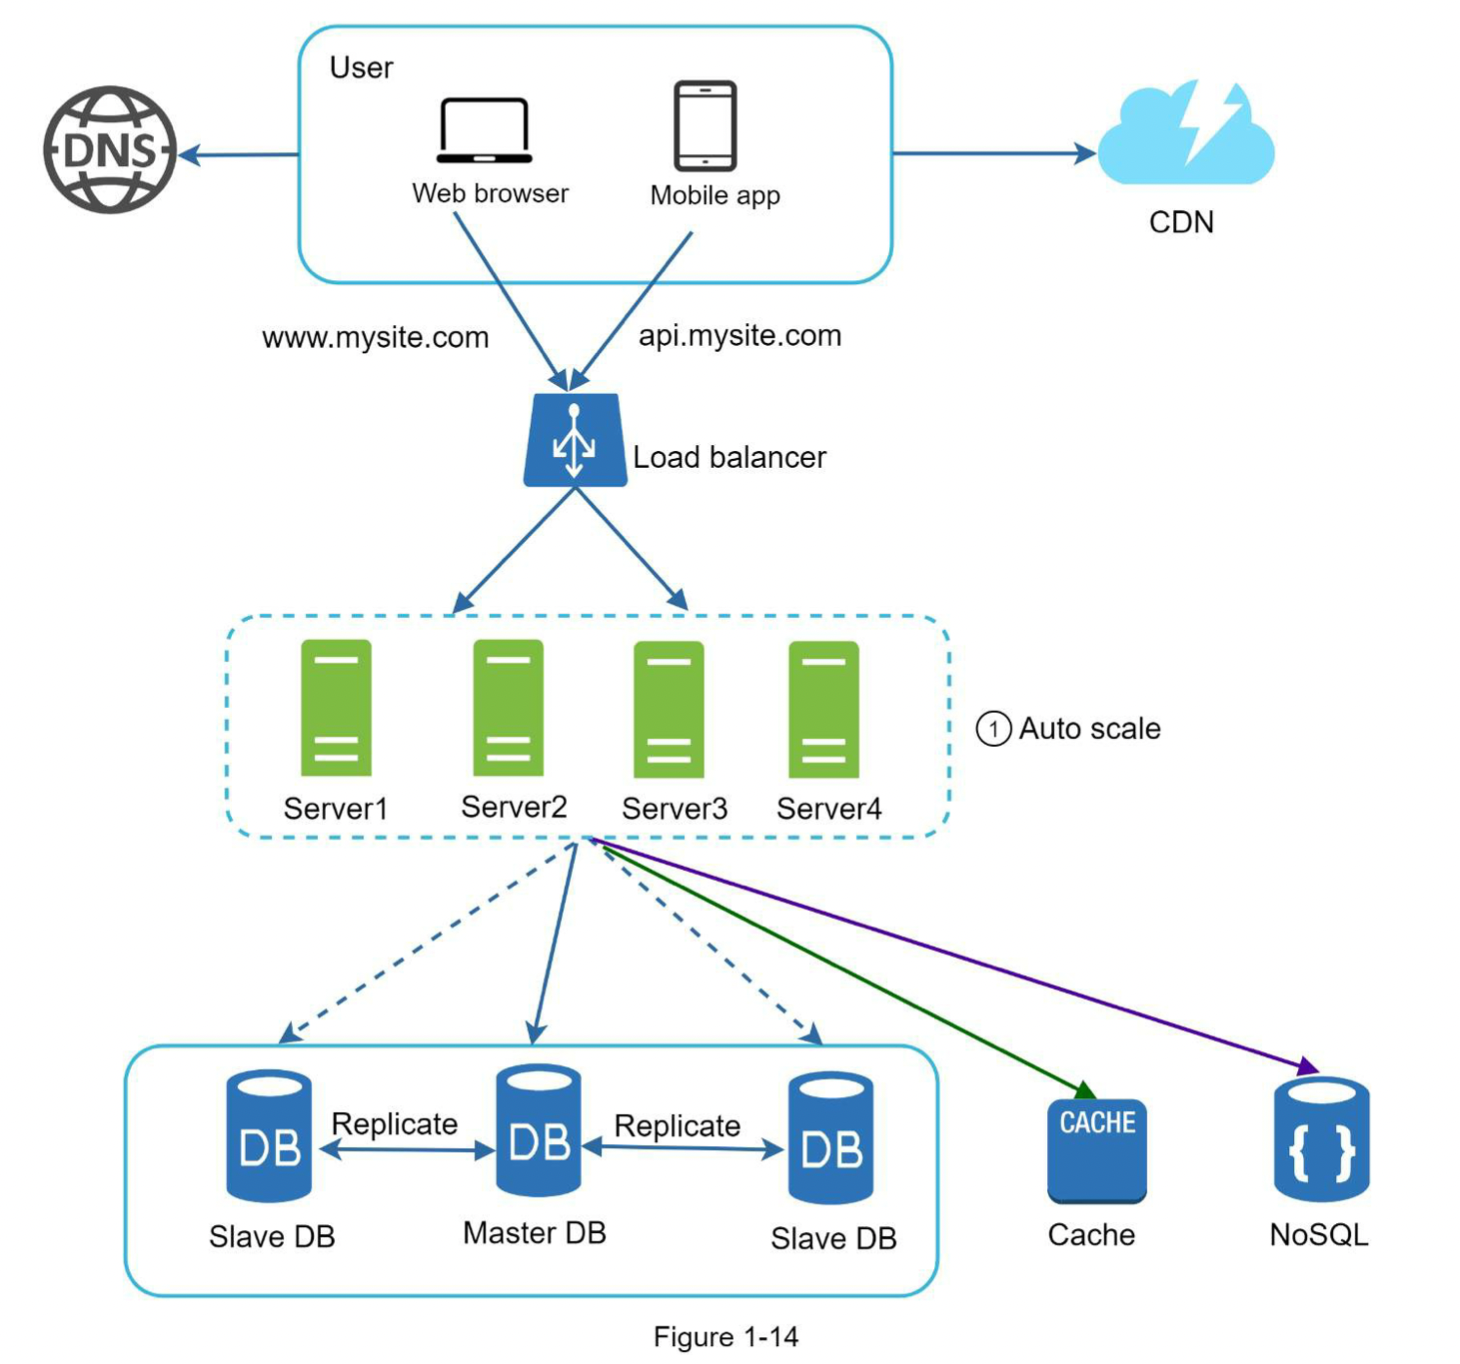 User
DNS
Web browser
Mobile app
CDN
www.mysite.com
api.mysite.com
Load balancer
1 Auto scale
Server1
Server2
Server3
Server4
Replicate
Replicate
DB
DB
DB
CACHE
{ }
Slave DB
Master DB
Slave DB
Cache
NoSQL
Figure 1-14